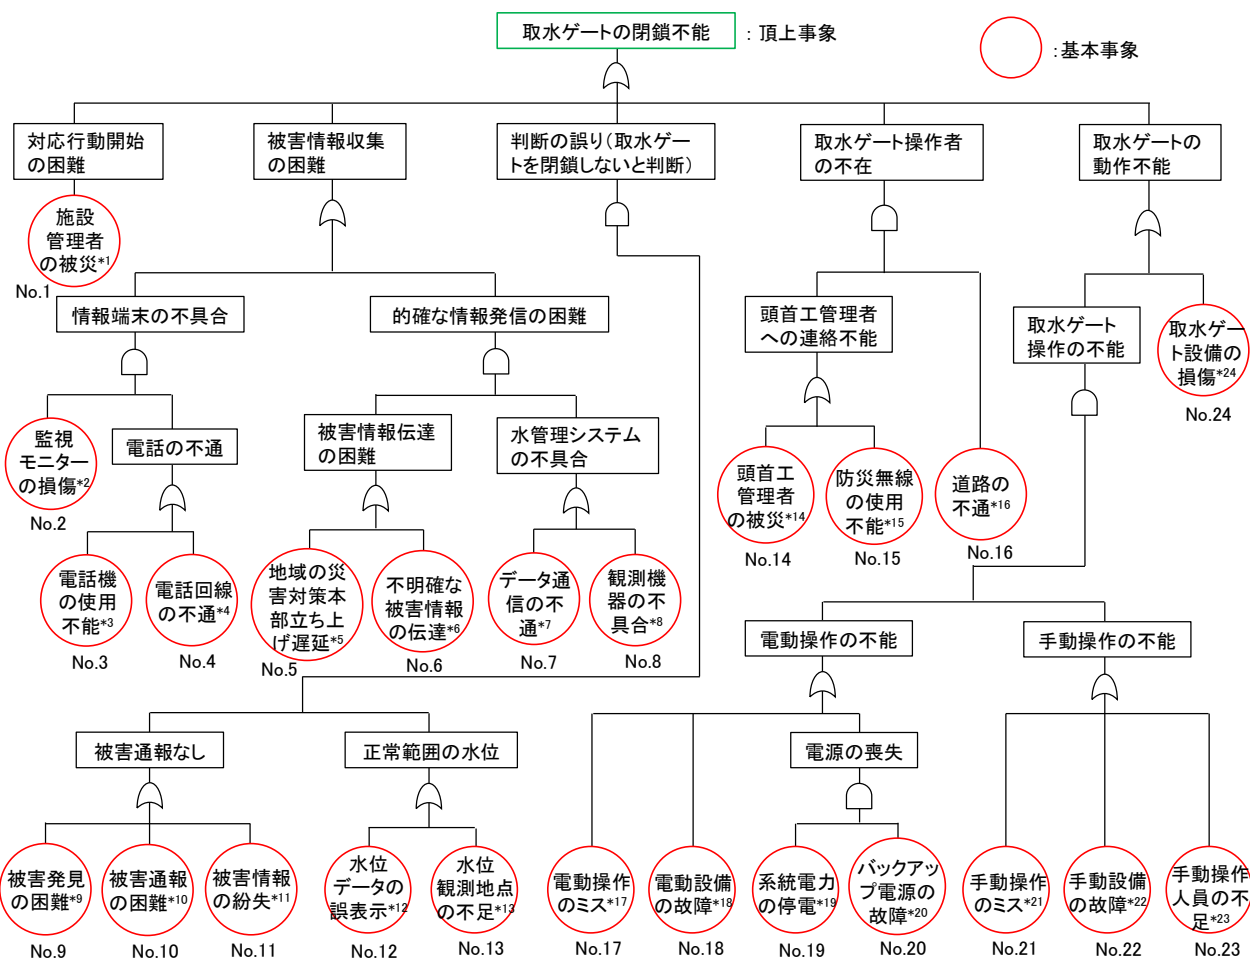 取水ゲートの閉鎖不能
：頂上事象
：基本事象
対応行動開始
の困難
被害情報収集
の困難
判断の誤り（取水ゲー
トを閉鎖しないと判断）
取水ゲート操作者
の不在
取水ゲートの
動作不能
施設
管理者
の被災*1
No.1
情報端末の不具合
的確な情報発信の困難
頭首工管理者
への連絡不能
取水ゲート
操作の不能
取水ゲー
ト設備の
損傷*24
No.24
監視
モニター
の損傷*2
No.2
電話の不通
被害情報伝達
の困難
水管理システム
の不具合
頭首工
管理者
の被災*14
No.14
防災無線
の使用
不能*15
No.15
道路の
不通*16
No.16
電話機
の使用
不能*3
No.3
電話回線
の不通*4
No.4
地域の災
害対策本
部立ち上
げ遅延*5
No.5
不明確な
被害情報
の伝達*6
No.6
データ通
信の不
通*7
No.7
観測機
器の不
具合*8
No.8
電動操作の不能
手動操作の不能
被害通報なし
正常範囲の水位
電源の喪失
被害発見
の困難*9
No.9
被害通報
の困難*10
No.10
被害情報
の紛失*11
No.11
水位
データの
誤表示*12
No.12
水位
観測地点
の不足*13
No.13
電動操作
のミス*17
No.17
電動設備
の故障*18
No.18
系統電力
の停電*19
No.19
バックアッ
プ電源の
故障*20
No.20
手動操作
のミス*21
No.21
手動設備
の故障*22
No.22
手動操作
人員の不
足*23
No.23